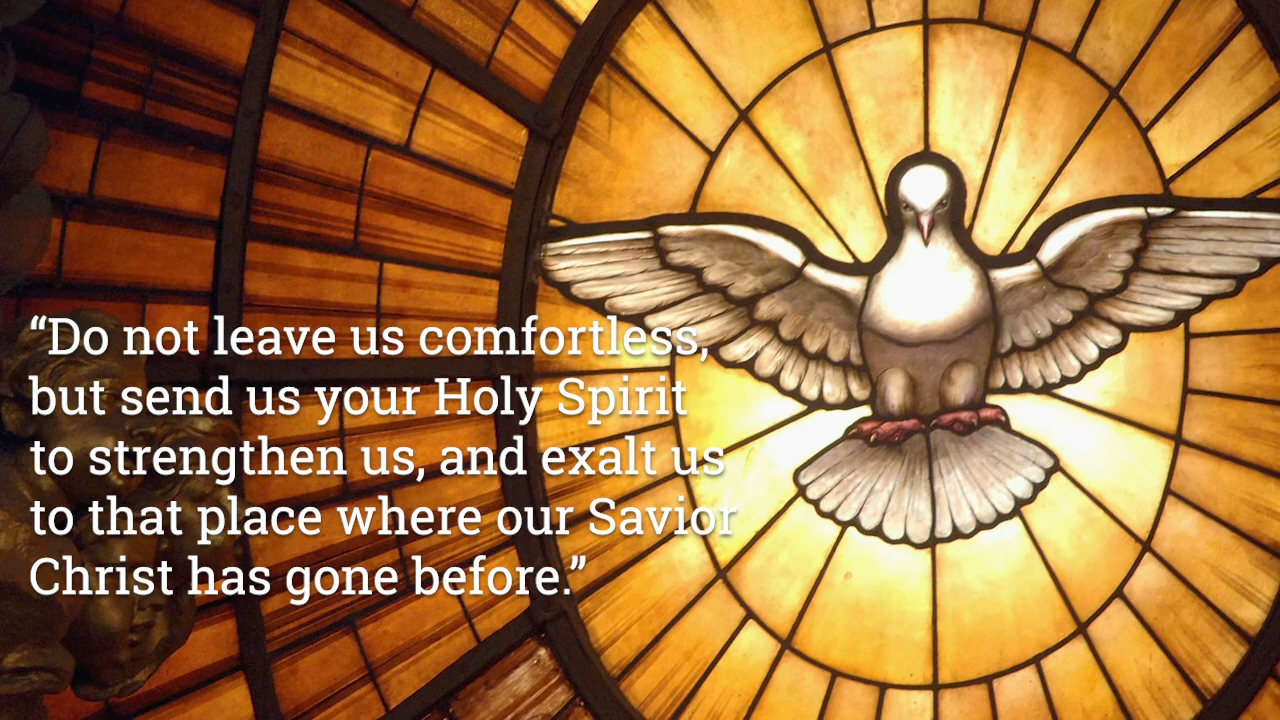 “Do not leave us comfortless,
but send us your Holy Spirit
to strengthen us, and exalt us
to that place where our Savior
Christ has gone before.”